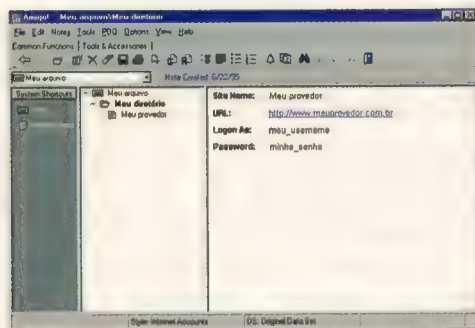 Amigo! - Meu arquivo\Meu diretório
File Edit Notes Tools PDQ Options View Help
Common Functions | Tools & Accessories |
Meu arquivo
Note Created 6/22/95
System Shortcuts
Meu arquivo
Meu diretório
Meu provedor
Site Name: Meu provedor
URL: http://www.meuprovedor.com.br
Logon As: meu_username
Password: minha_senha
Style: Internet Accounts
DS: Original Data Set